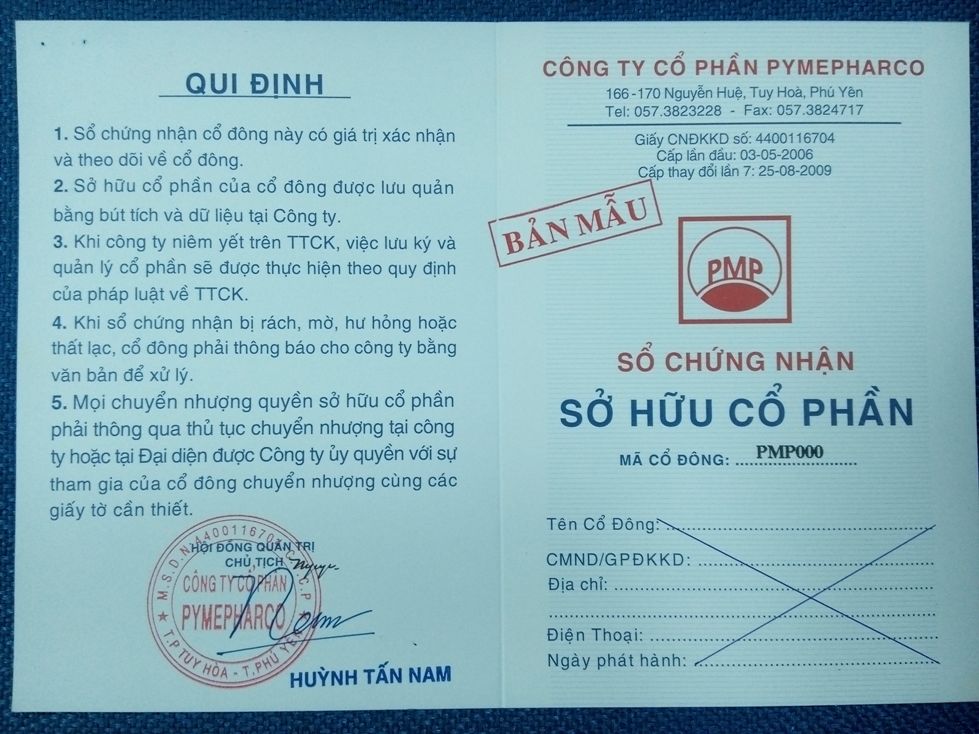 QUI ĐỊNH
1. Sổ chứng nhận cổ đông này có giá trị xác nhận
và theo dõi về cổ đông.
2. Sở hữu cổ phần của cổ đông được lưu quản
bằng bút tích và dữ liệu tại Công ty.
3. Khi công ty niêm yết trên TTCK, việc lưu ký và
quản lý cổ phần sẽ được thực hiện theo quy định
của pháp luật về TTCK.
4. Khi sổ chứng nhận bị rách, mờ, hư hỏng hoặc
thất lạc, cổ đông phải thông báo cho công ty bằng
văn bản để xử lý.
5. Mọi chuyển nhượng quyền sở hữu cổ phần
phải thông qua thủ tục chuyển nhượng tại công
ty hoặc tại Đại diện được Công ty ủy quyền với sự
tham gia của cổ đông chuyển nhượng cùng các
giấy tờ cần thiết.
HỘI ĐỒNG QUẢN TRỊ
CHỦ TỊCH
M.S.D.N:4400116704
CÔNG TY CỔ PHẦN
PYMEPHARCO
T.P TUY HÒA - T.PHÚ YÊN
HUỲNH TẤN NAM
CÔNG TY CỔ PHẦN PYMEPHARCO
166-170 Nguyễn Huệ, Tuy Hoà, Phú Yên
Tel: 057.3823228 - Fax: 057.3824717
Giấy CNĐKKD số: 4400116704
Cấp lần đầu: 03-05-2006
Cấp thay đổi lần 7: 25-08-2009
BẢN MẪU
PMP
SỔ CHỨNG NHẬN
SỞ HỮU CỔ PHẦN
MÃ CỔ ĐÔNG: PMP000
Tên Cổ Đông:
CMND/GPĐKKD:
Địa chỉ:
Điện Thoại:
Ngày phát hành: